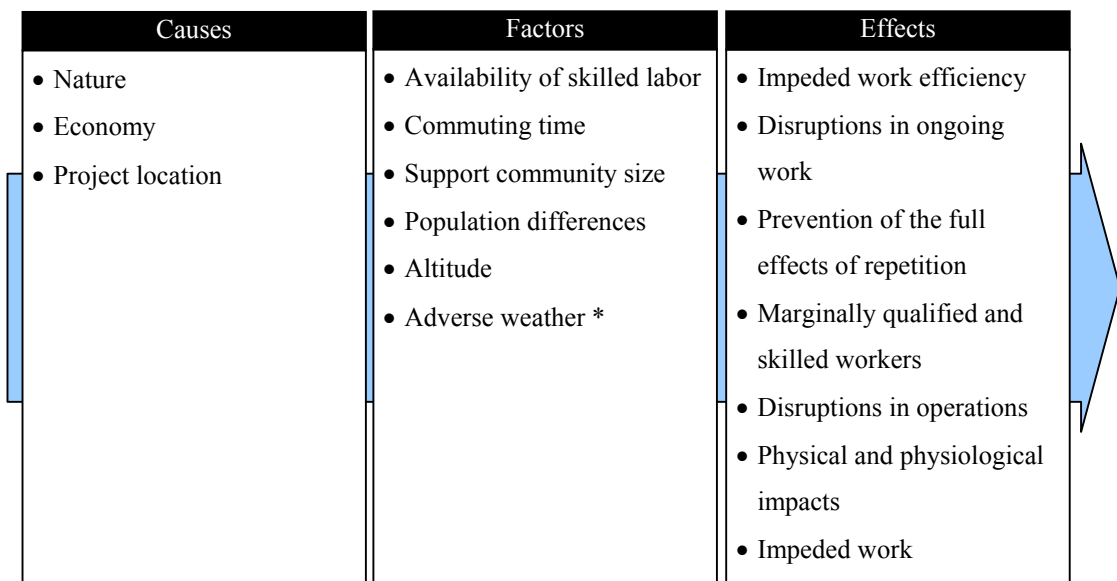 Causes
• Nature
• Economy
• Project location
Factors
• Availability of skilled labor
• Commuting time
• Support community size
• Population differences
• Altitude
• Adverse weather *
Effects
• Impeded work efficiency
• Disruptions in ongoing
work
• Prevention of the full
effects of repetition
• Marginally qualified and
skilled workers
• Disruptions in operations
• Physical and physiological
impacts
• Impeded work